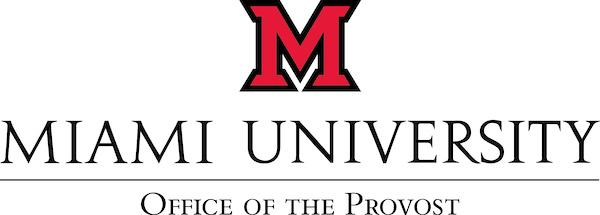 M
MIAMI UNIVERSITY
OFFICE OF THE PROVOST